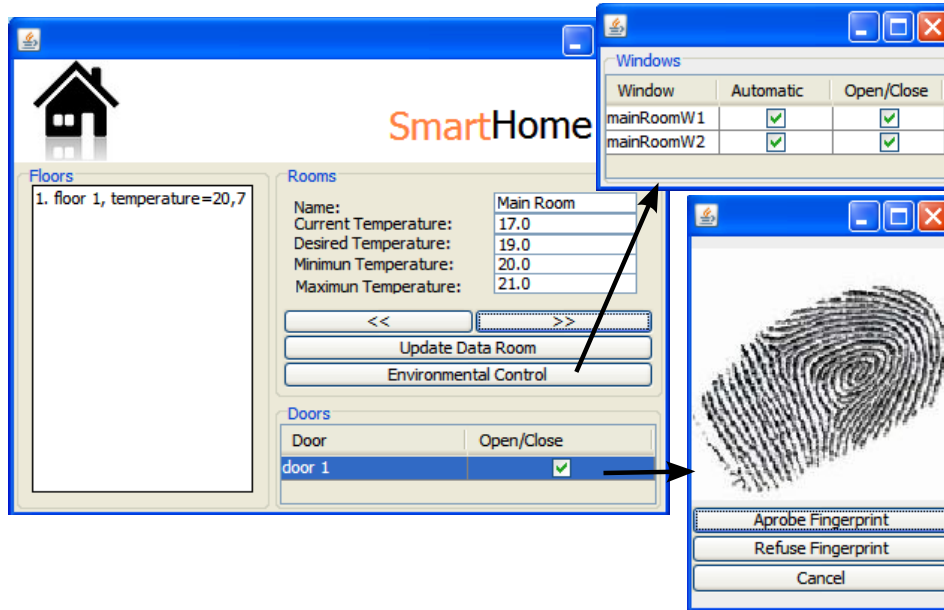 SmartHome
Floors
1. floor 1, temperature=20,7
Rooms
Name: Main Room
Current Temperature: 17.0
Desired Temperature: 19.0
Minimun Temperature: 20.0
Maximun Temperature: 21.0
<< >>
Update Data Room
Environmental Control
Doors
Door Open/Close
door 1
Windows
Window Automatic Open/Close
mainRoomW1
mainRoomW2
Aprobe Fingerprint
Refuse Fingerprint
Cancel